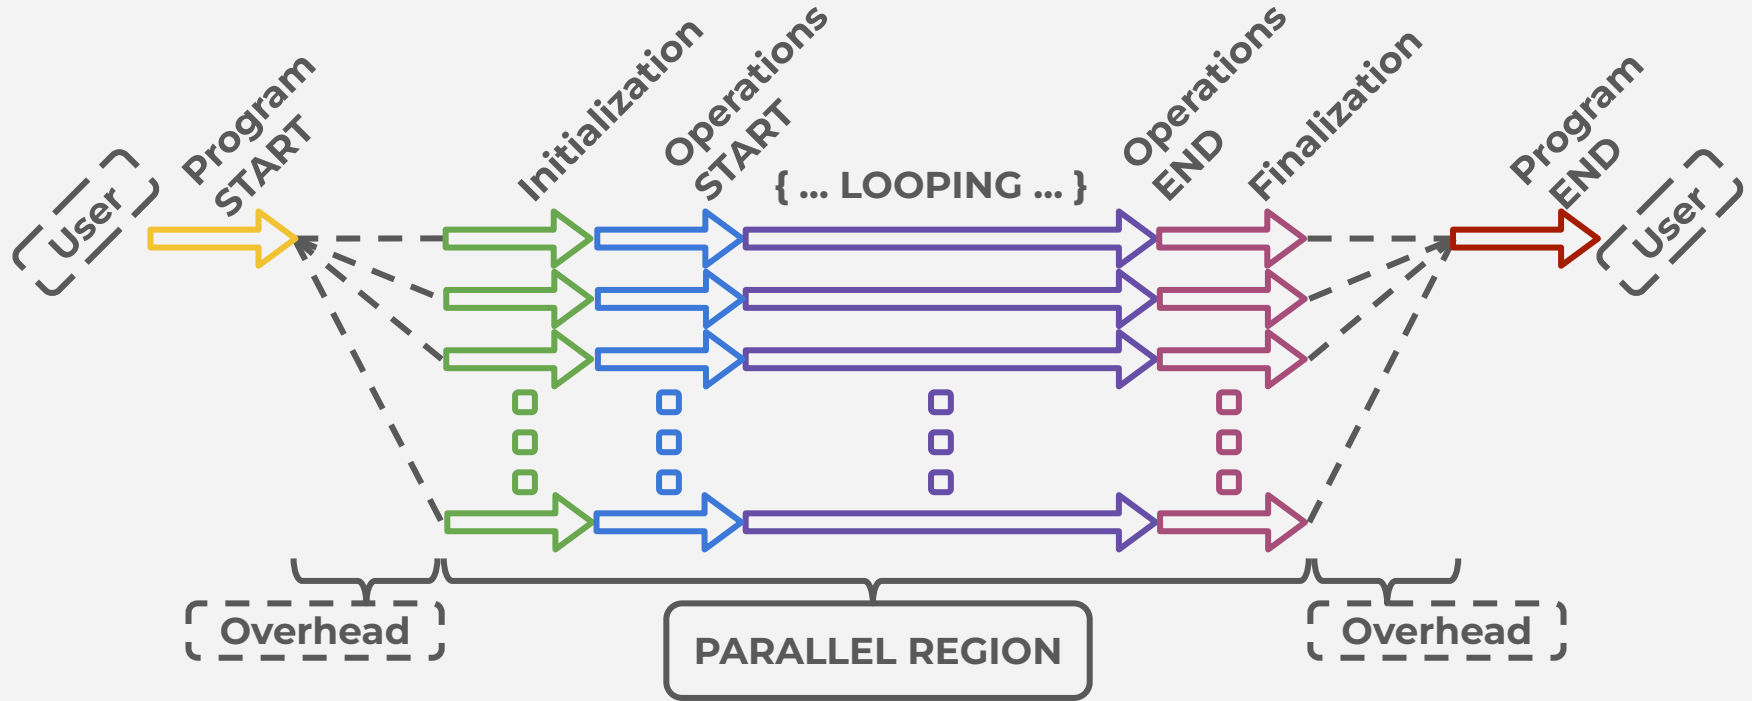 User
Program
START
Initialization
Operations
START
{ ... LOOPING ... }
Operations
END
Finalization
Program
END
User
Overhead
PARALLEL REGION
Overhead